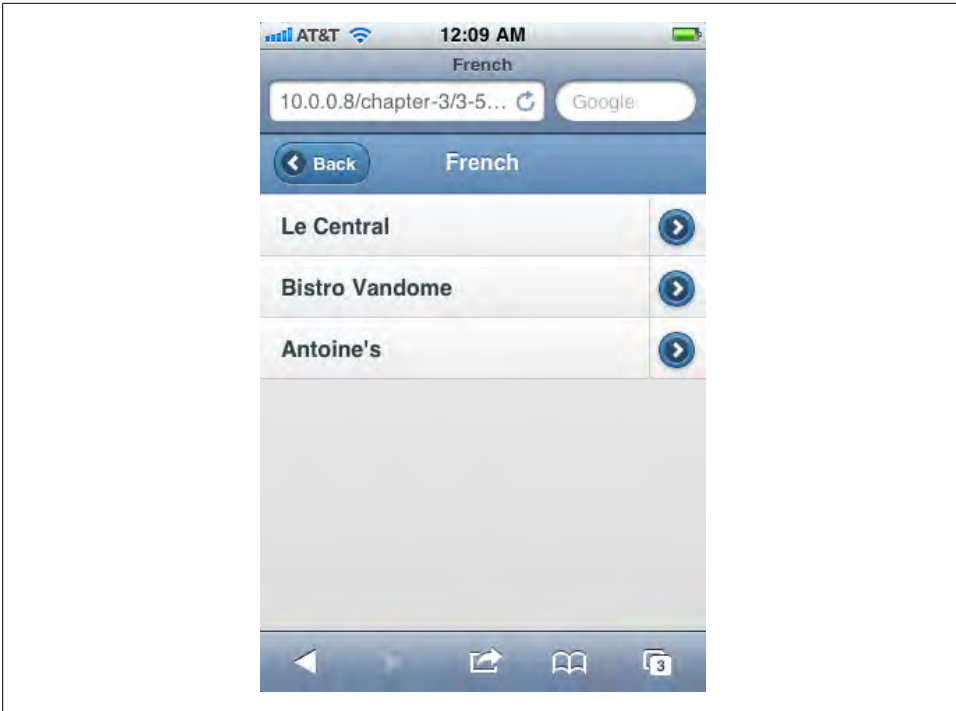 AT&T 12:09 AM
French
10.0.0.8/chapter-3/3-5... Google
Back French
Le Central
Bistro Vandome
Antoine's
3